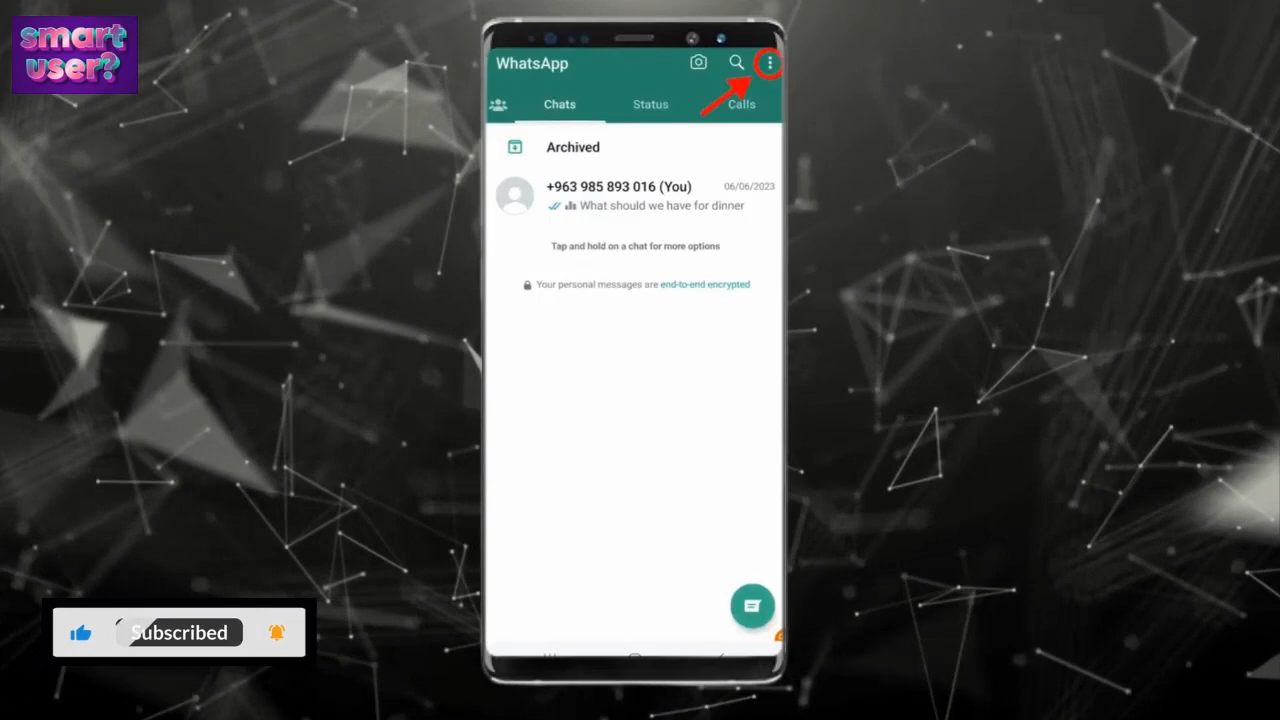 smart
user?
WhatsApp
Chats
Status
Calls
Archived
+963 985 893 016 (You)
06/06/2023
What should we have for dinner
Tap and hold on a chat for more options
Your personal messages are end-to-end encrypted
Subscribed